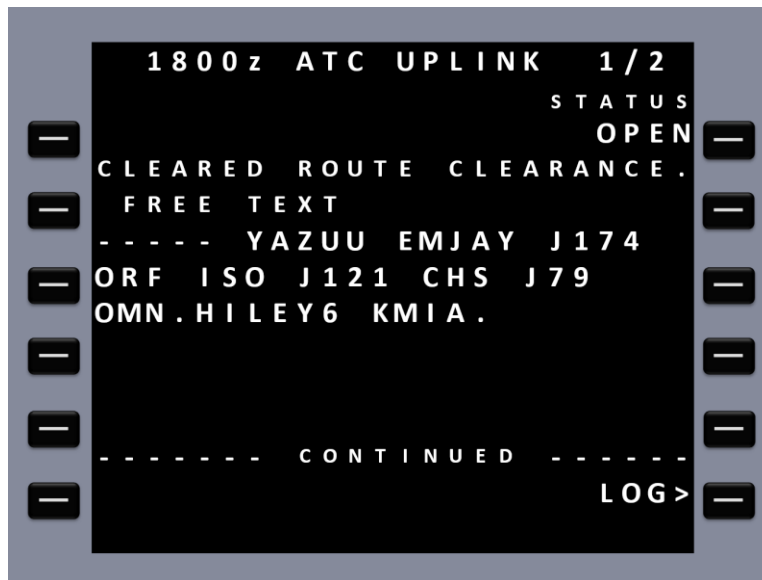 1800z ATC UPLINK 1/2
STATUS
OPEN
CLEARED ROUTE CLEARANCE.
FREE TEXT
----- YAZUU EMJAY J174
ORF ISO J121 CHS J79
OMN.HILEY6 KMIA.
------- CONTINUED ------
LOG>